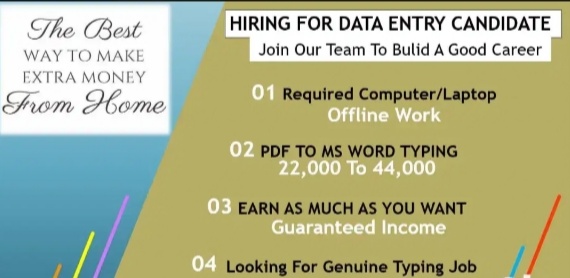 The Best
WAY TO MAKE
EXTRA MONEY
From Home
HIRING FOR DATA ENTRY CANDIDATE
Join Our Team To Bulid A Good Career
01 Required Computer/Laptop
Offline Work
02 PDF TO MS WORD TYPING
22,000 To 44,000
03 EARN AS MUCH AS YOU WANT
Guaranteed Income
04 Looking For Genuine Typing Job